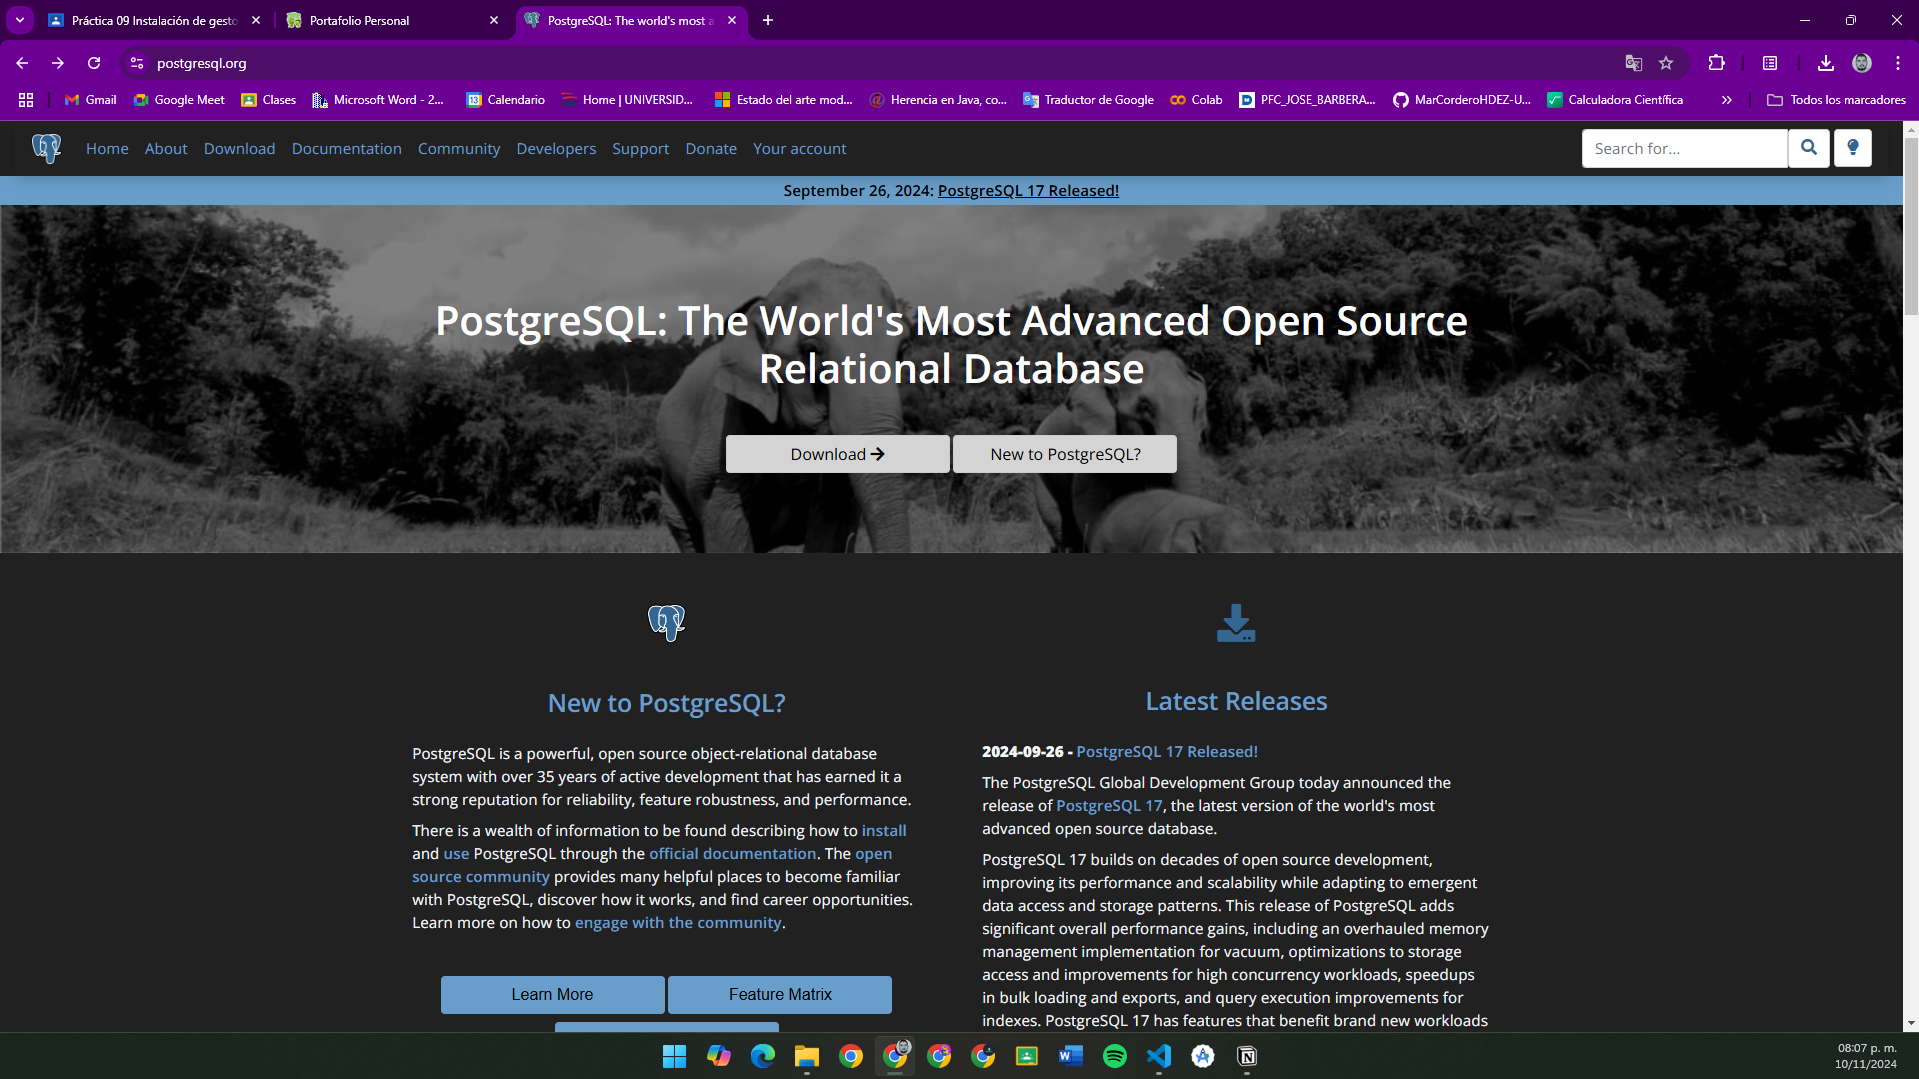 Práctica 09 Instalación de gesto
Portafolio Personal
PostgreSQL: The world's most a
postgresql.org
Gmail
Google Meet
Clases
Microsoft Word - 2...
Calendario
Home | UNIVERSID...
Estado del arte mod...
Herencia en Java, co...
Traductor de Google
Colab
PFC_JOSE_BARBERA...
MarCorderoHDEZ-U...
Calculadora Científica
Todos los marcadores
Home
About
Download
Documentation
Community
Developers
Support
Donate
Your account
Search for...
September 26, 2024: PostgreSQL 17 Released!
PostgreSQL: The World's Most Advanced Open Source
Relational Database
Download
New to PostgreSQL?
New to PostgreSQL?
PostgreSQL is a powerful, open source object-relational database
system with over 35 years of active development that has earned it a
strong reputation for reliability, feature robustness, and performance.
There is a wealth of information to be found describing how to install
and use PostgreSQL through the official documentation. The open
source community provides many helpful places to become familiar
with PostgreSQL, discover how it works, and find career opportunities.
Learn more on how to engage with the community.
Learn More
Feature Matrix
Latest Releases
2024-09-26 - PostgreSQL 17 Released!
The PostgreSQL Global Development Group today announced the
release of PostgreSQL 17, the latest version of the world's most
advanced open source database.
PostgreSQL 17 builds on decades of open source development,
improving its performance and scalability while adapting to emergent
data access and storage patterns. This release of PostgreSQL adds
significant overall performance gains, including an overhauled memory
management implementation for vacuum, optimizations to storage
access and improvements for high concurrency workloads, speedups
in bulk loading and exports, and query execution improvements for
indexes. PostgreSQL 17 has features that benefit brand new workloads
08:07 p. m.
10/11/2024